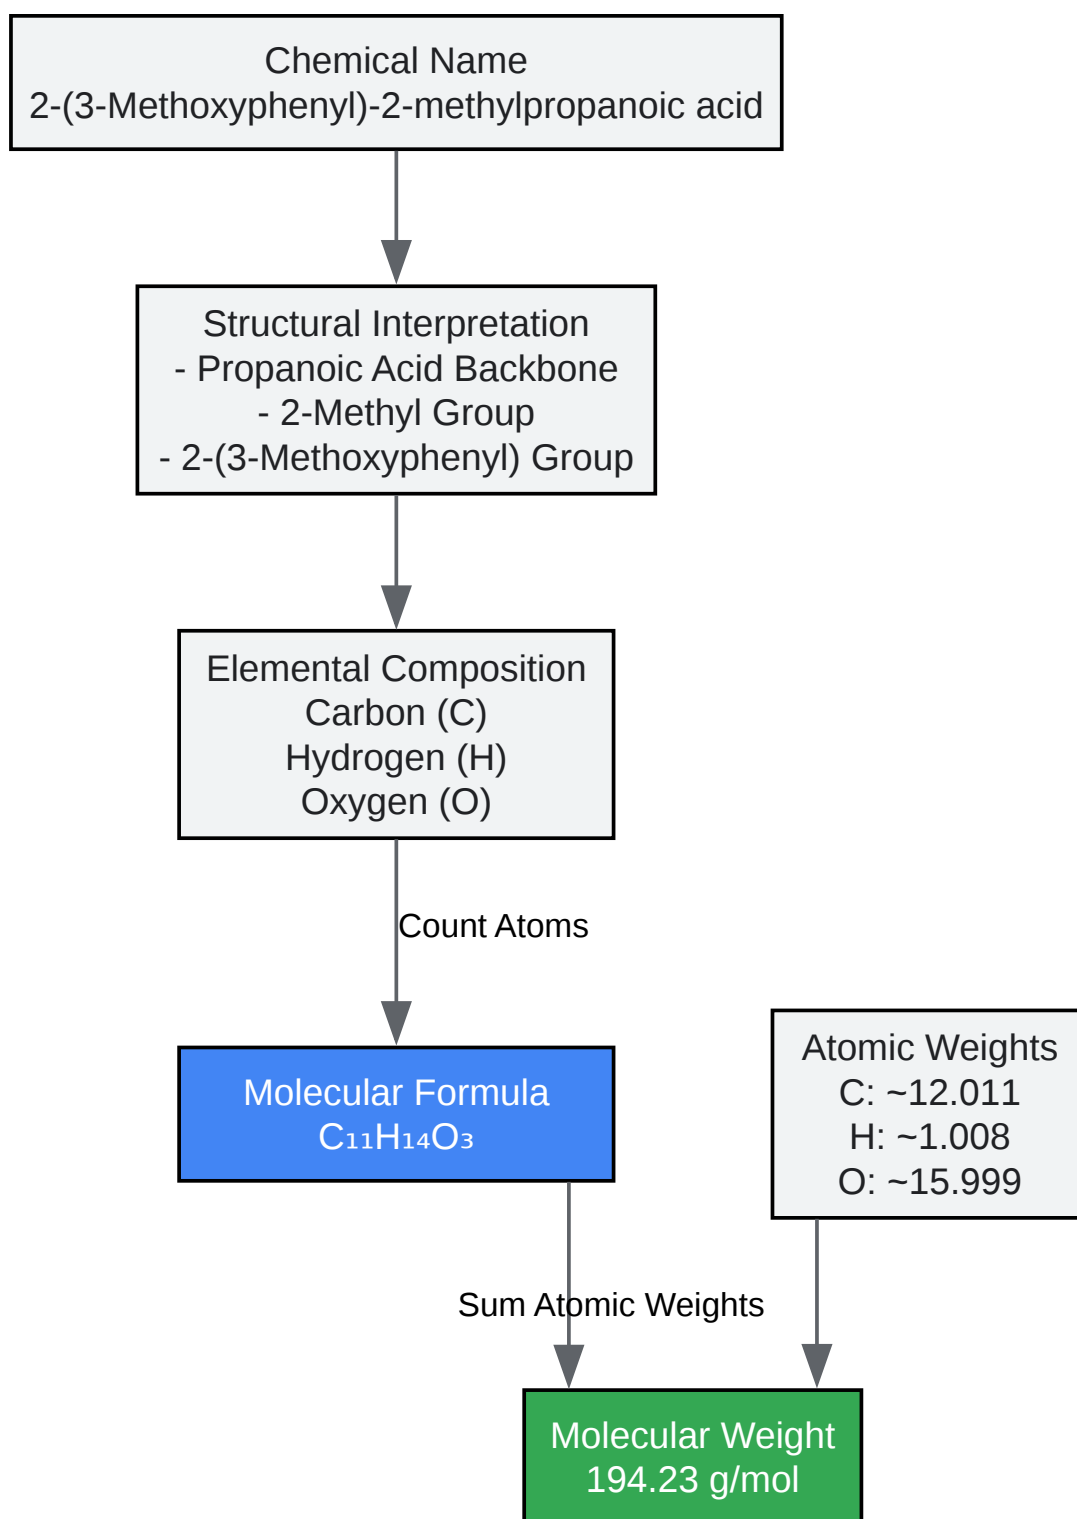 Chemical Name
2-(3-Methoxyphenyl)-2-methylpropanoic acid
Structural Interpretation
- Propanoic Acid Backbone
- 2-Methyl Group
- 2-(3-Methoxyphenyl) Group
Elemental Composition
Carbon (C)
Hydrogen (H)
Oxygen (O)
Count Atoms
Molecular Formula
C₁₁H₁₄O₃
Atomic Weights
C: ~12.011
H: ~1.008
O: ~15.999
Sum Atomic Weights
Molecular Weight
194.23 g/mol